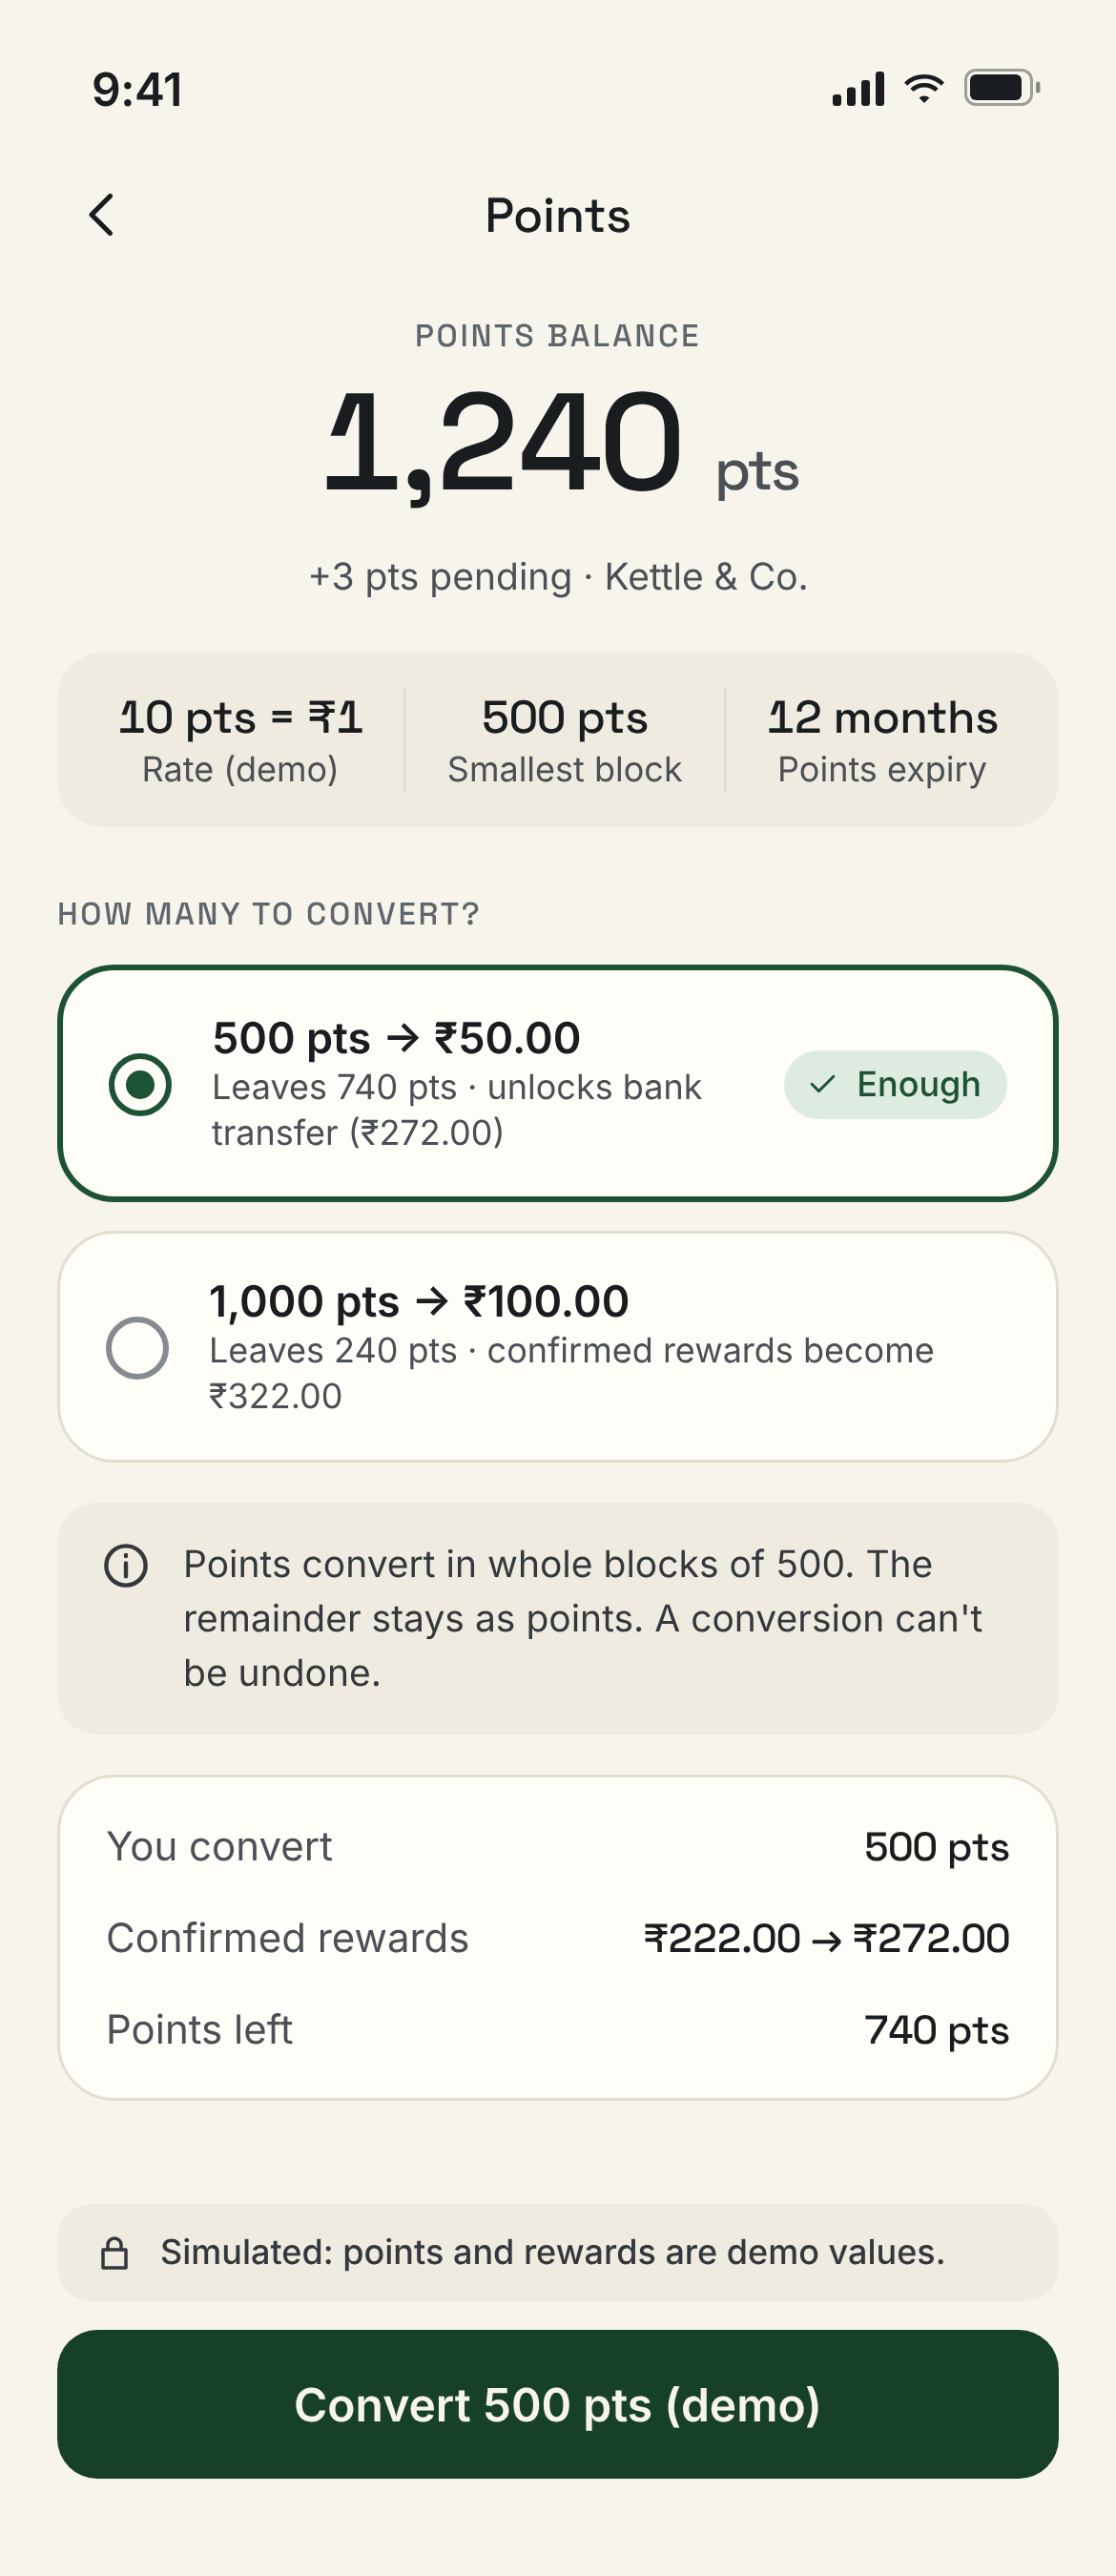 9:41
Points
POINTS BALANCE
1,240 pts
+3 pts pending · Kettle & Co.
10 pts = ₹1
Rate (demo)
500 pts
Smallest block
12 months
Points expiry
HOW MANY TO CONVERT?
500 pts → ₹50.00
Leaves 740 pts · unlocks bank
transfer (₹272.00)
Enough
1,000 pts → ₹100.00
Leaves 240 pts · confirmed rewards become
₹322.00
Points convert in whole blocks of 500. The
remainder stays as points. A conversion can't
be undone.
You convert 500 pts
Confirmed rewards ₹222.00 → ₹272.00
Points left 740 pts
Simulated: points and rewards are demo values.
Convert 500 pts (demo)